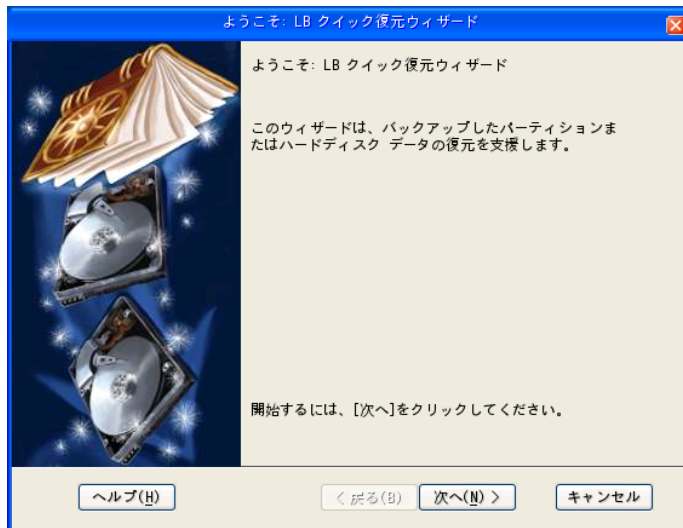 ようこそ: LB クイック復元ウィザード
ようこそ: LB クイック復元ウィザード
このウィザードは、バックアップしたパーティションま
たはハードディスク データの復元を支援します。
開始するには、[次へ]をクリックしてください。
ヘルプ(H)
< 戻る(B)
次へ(N) >
キャンセル